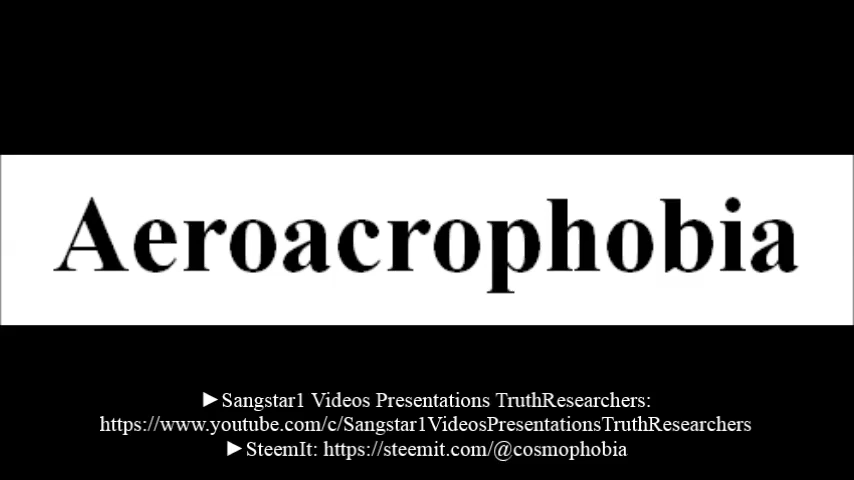 Aeroacrophobia
►Sangstar1 Videos Presentations TruthResearchers:
https://www.youtube.com/c/Sangstar1VideosPresentationsTruthResearchers
►SteemIt: https://steemit.com/@cosmophobia